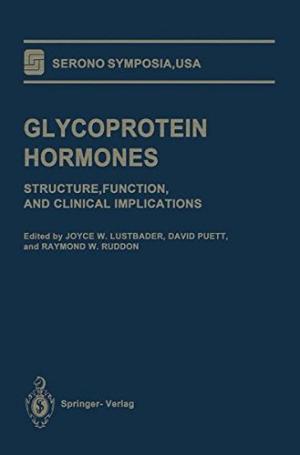 SERONO SYMPOSIA, USA
GLYCOPROTEIN
HORMONES
STRUCTURE, FUNCTION,
AND CLINICAL IMPLICATIONS
Edited by JOYCE W. LUSTBADER, DAVID PUETT,
and RAYMOND W. RUDDON
Springer-Verlag